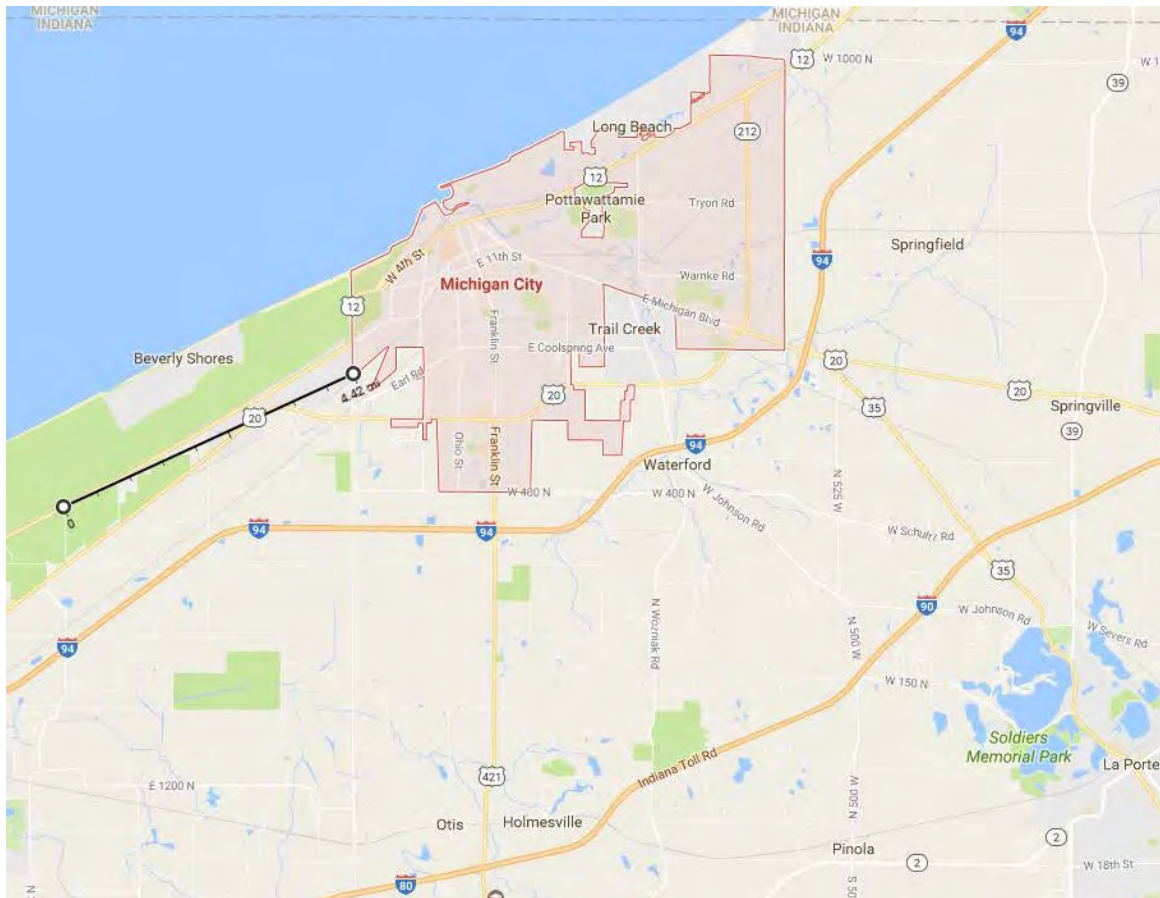 MICHIGAN
INDIANA
MICHIGAN
INDIANA
94
12
W 1000 N
39
Long Beach
212
12
Pottawattamie
Park
Tryon Rd
W 4th St
E 11th St
Springfield
94
Warnke Rd
Michigan City
12
E Michigan Blvd
Franklin St
Trail Creek
E Coolspring Ave
Beverly Shores
20
20
Earl Rd
4.42 mi
20
20
35
Springville
39
Ohio St
Franklin St
94
Waterford
W 400 N
W 400 N
N 525 W
W Johnson Rd
0
94
94
W Schultz Rd
35
90
W Johnson Rd
W Severs Rd
N Wozniak Rd
N 500 W
94
W 150 N
Soldiers
Memorial Park
Indiana Toll Rd
La Porte
421
E 1200 N
N 500 W
Otis
Holmesville
2
Pinola
2
W 18th St
80